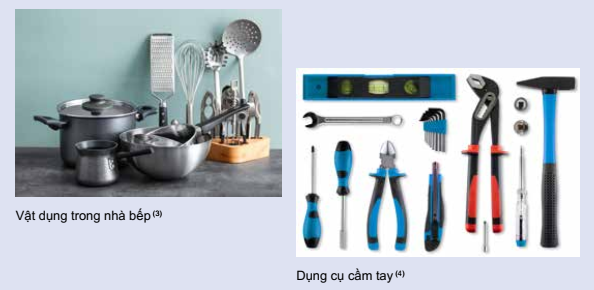 Vật dụng trong nhà bếp (3)
Dụng cụ cầm tay (4)